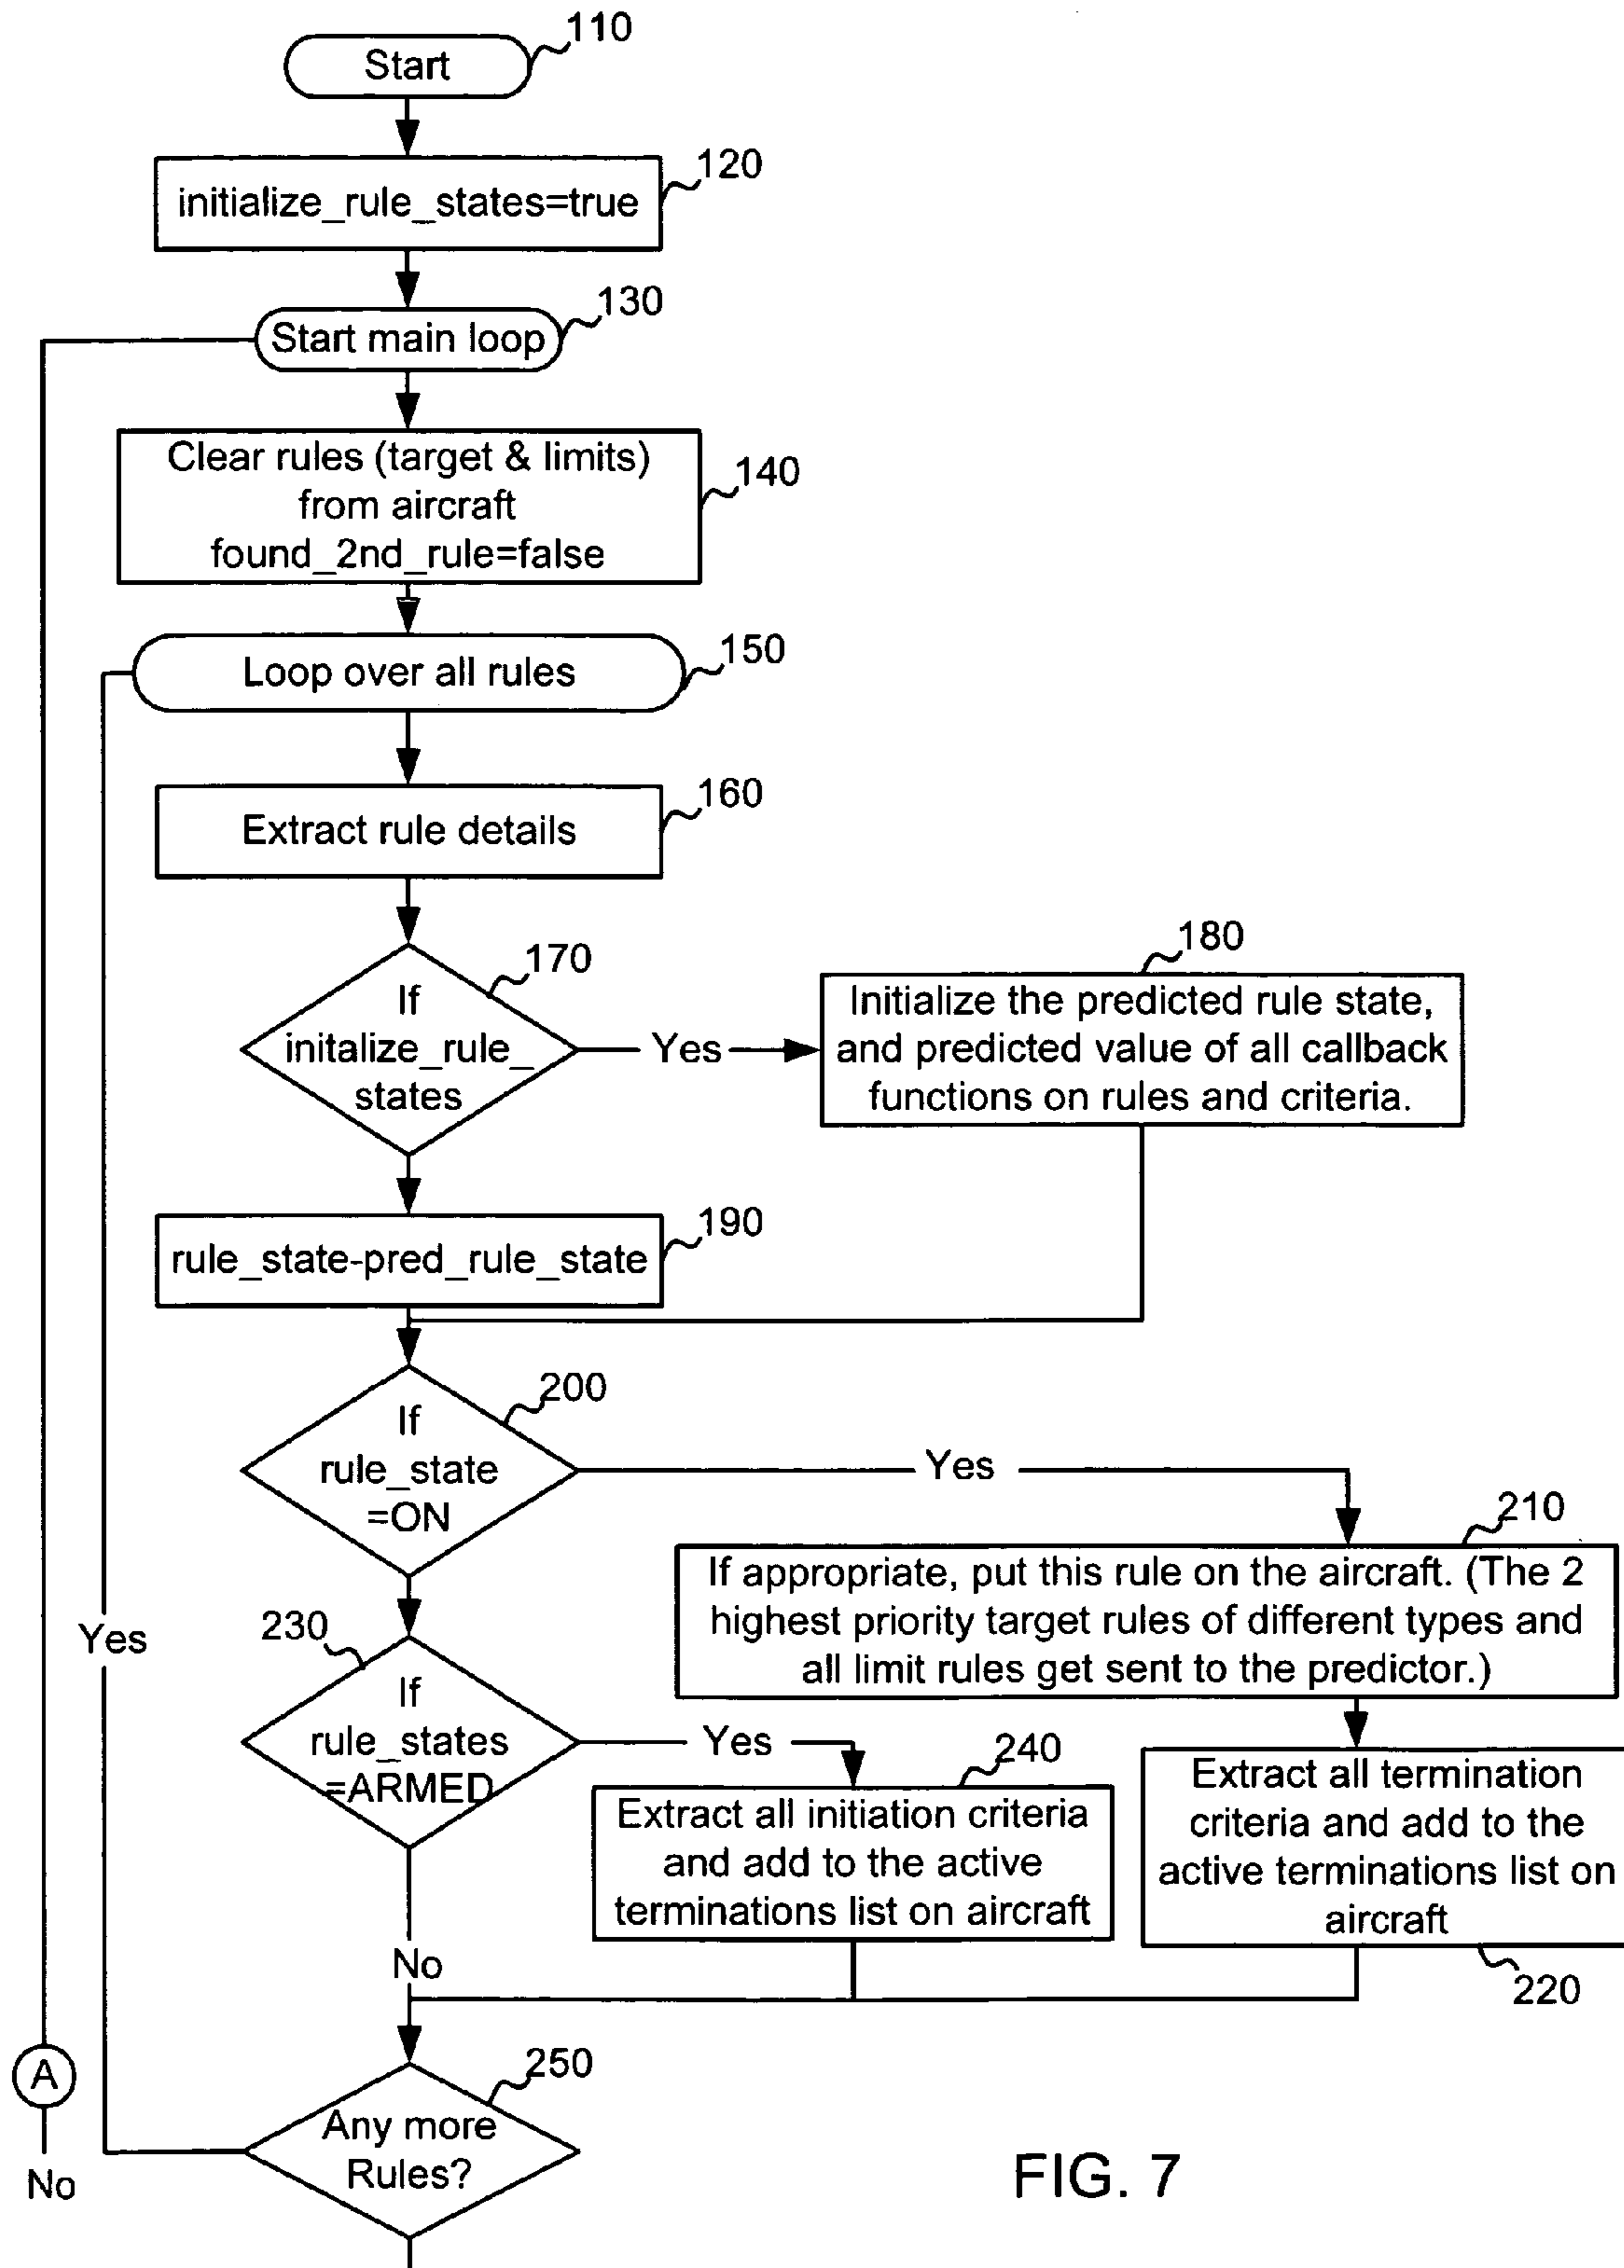 110
Start
120
initialize_rule_states=true
130
Start main loop
140
Clear rules (target & limits)
from aircraft
found_2nd_rule=false
150
Loop over all rules
160
Extract rule details
170
If
initalize_rule_
states
Yes
180
Initialize the predicted rule state,
and predicted value of all callback
functions on rules and criteria.
190
rule_state-pred_rule_state
200
If
rule_state
=ON
Yes
210
If appropriate, put this rule on the aircraft. (The 2
highest priority target rules of different types and
all limit rules get sent to the predictor.)
230
If
rule_states
=ARMED
Yes
240
Extract all initiation criteria
and add to the active
terminations list on aircraft
Extract all termination
criteria and add to the
active terminations list on
aircraft
220
No
Yes
250
Any more
Rules?
A
No
FIG. 7